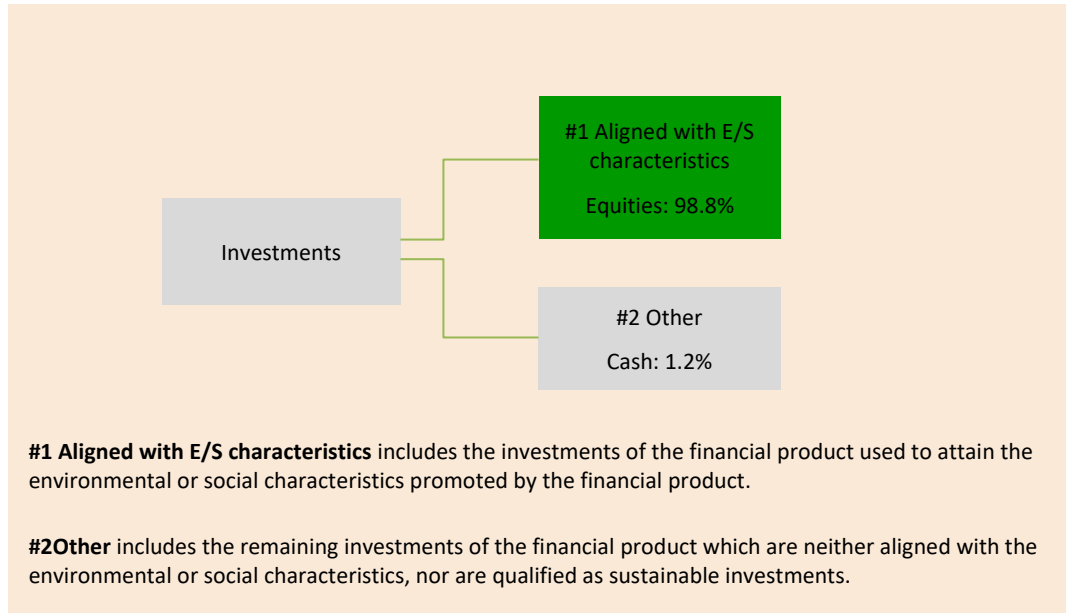 #1 Aligned with E/S
characteristics
Equities: 98.8%
Investments
#2 Other
Cash: 1.2%
#1 Aligned with E/S characteristics includes the investments of the financial product used to attain the
environmental or social characteristics promoted by the financial product.
#2Other includes the remaining investments of the financial product which are neither aligned with the
environmental or social characteristics, nor are qualified as sustainable investments.